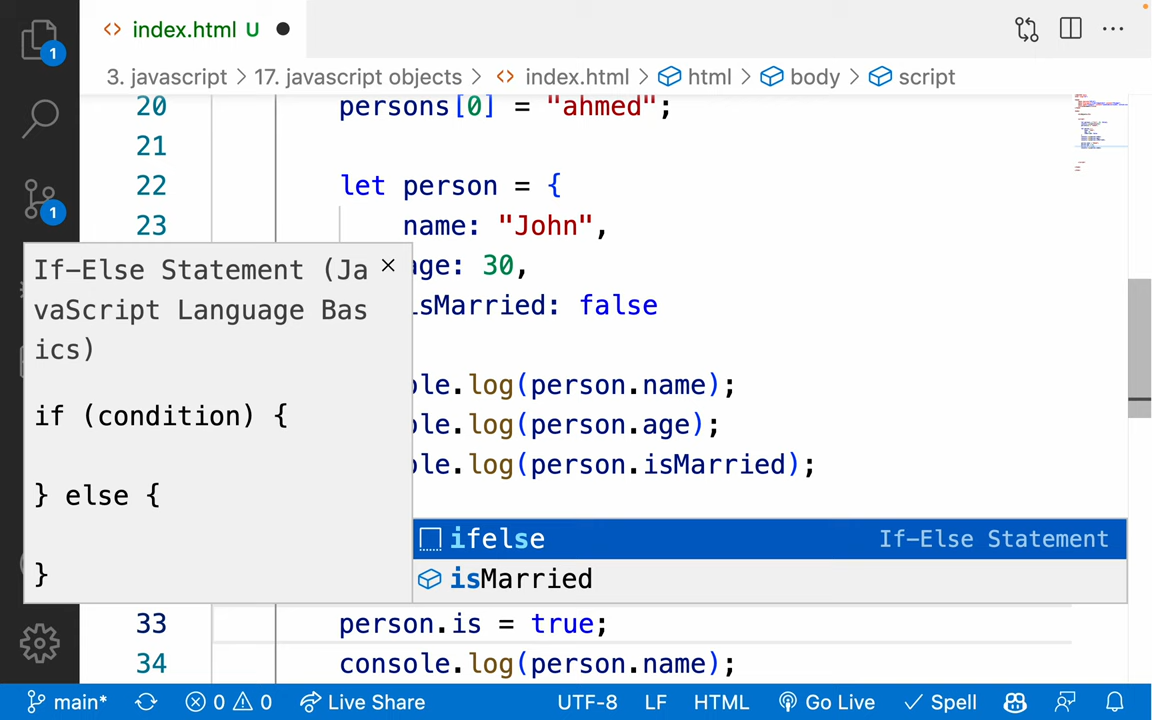 index.html U
1
3. javascript > 17. javascript objects > index.html > html > body > script
20 persons[0] = "ahmed";
21
22 let person = {
23 name: "John",
age: 30,
isMarried: false
If-Else Statement (Ja
vaScript Language Bas
ics)
if (condition) {
} else {
}
1
ole.log(person.name);
ole.log(person.age);
ole.log(person.isMarried);
ifelse If-Else Statement
isMarried
33 person.is = true;
34 console.log(person.name);
main* 0 0 Live Share UTF-8 LF HTML Go Live Spell